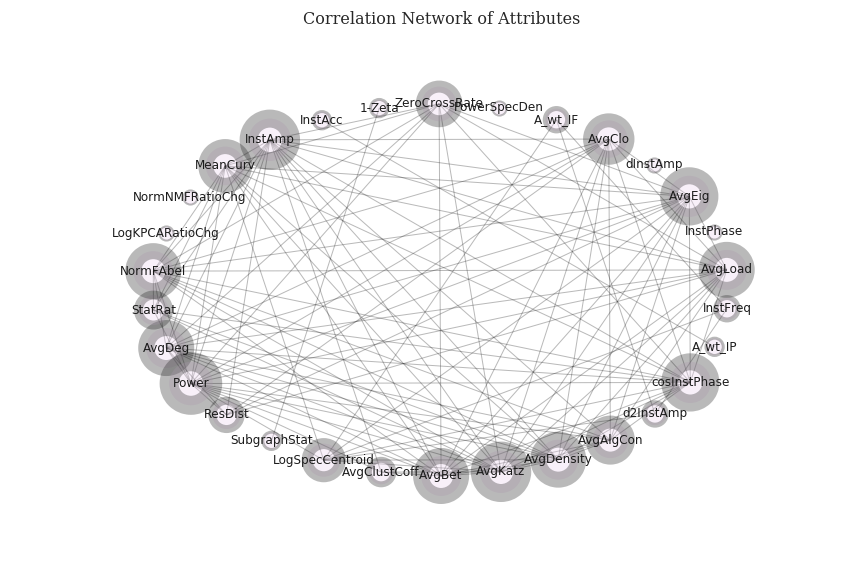 Correlation Network of Attributes
ZeroCrossRate
PowerSpecDen
1-Zeta
InstAcc
A_wt_IF
InstAmp
AvgClo
MeanCurv
dInstAmp
NormNMFRatioChg
AvgEig
LogKPCARatioChg
InstPhase
NormFAbel
AvgLoad
StatRat
InstFreq
AvgDeg
A_wt_IP
Power
cosInstPhase
ResDist
d2InstAmp
SubgraphStat
AvgAlgCon
LogSpecCentroid
AvgDensity
AvgClustCoff
AvgBet
AvgKatz